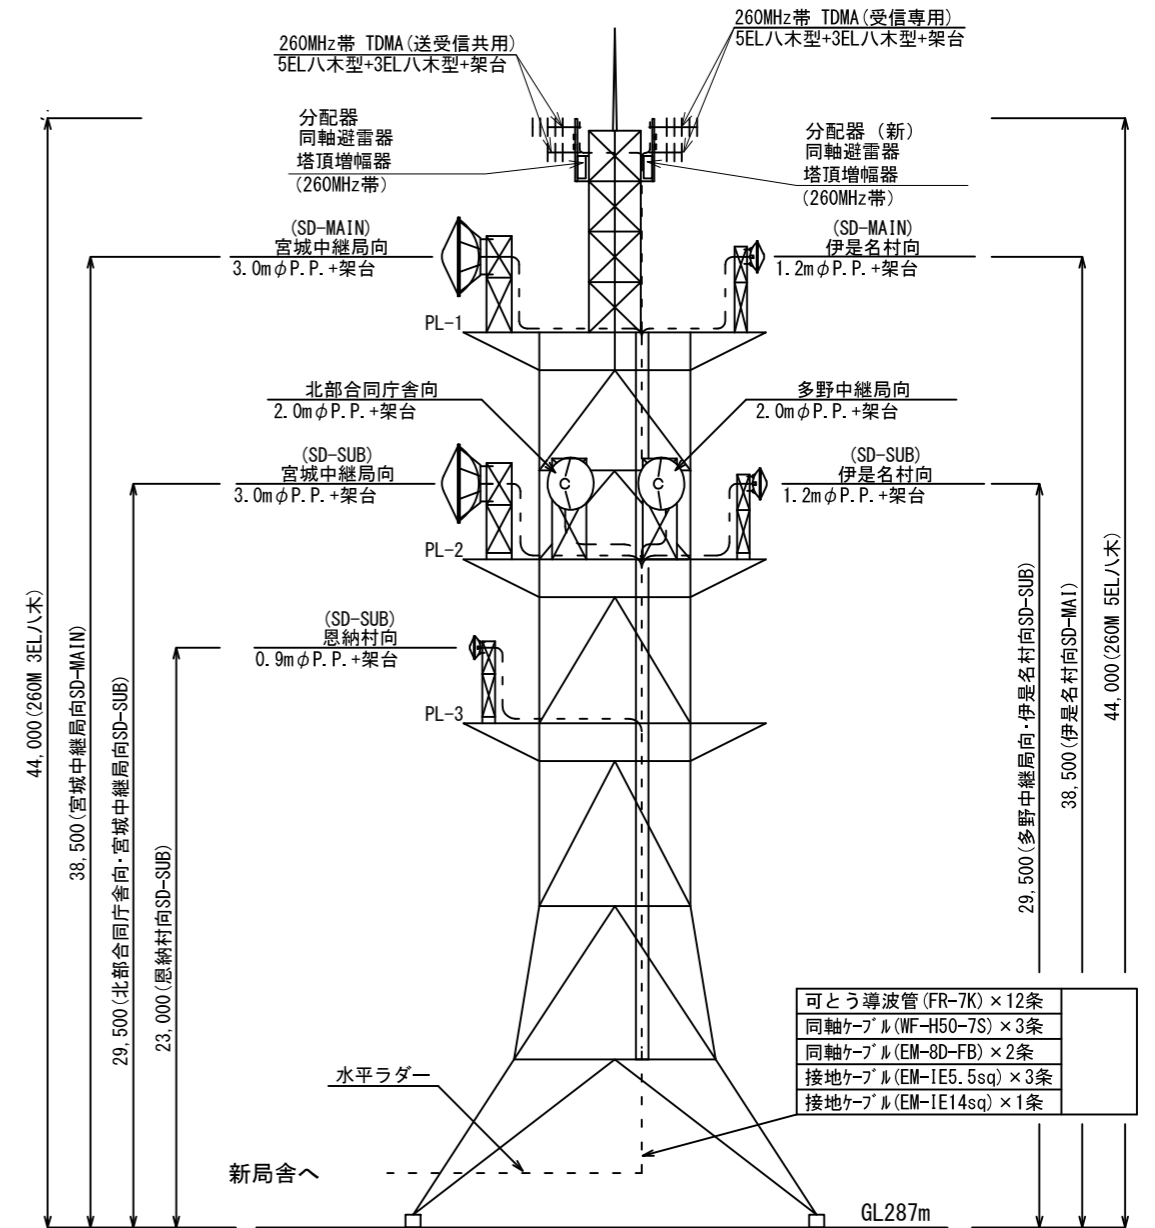 260MHz帯 TDMA(送受信共用)
5EL八木型+3EL八木型+架台
260MHz帯 TDMA(受信専用)
5EL八木型+3EL八木型+架台
分配器
同軸避雷器
塔頂増幅器
(260MHz帯)
分配器（新）
同軸避雷器
塔頂増幅器
(260MHz帯)
(SD-MAIN)
宮城中継局向
3.0mφP.P.+架台
(SD-MAIN)
伊是名村向
1.2mφP.P.+架台
PL-1
北部合同庁舎向
2.0mφP.P.+架台
多野中継局向
2.0mφP.P.+架台
(SD-SUB)
宮城中継局向
3.0mφP.P.+架台
(SD-SUB)
伊是名村向
1.2mφP.P.+架台
C
C
PL-2
(SD-SUB)
恩納村向
0.9mφP.P.+架台
PL-3
44,000(260M 3EL八木)
38,500(宮城中継局向SD-MAIN)
29,500(北部合同庁舎向・宮城中継局向SD-SUB)
23,000(恩納村向SD-SUB)
29,500(多野中継局向・伊是名村向SD-SUB)
38,500(伊是名村向SD-MAI)
44,000(260M 5EL八木)
可とう導波管(FR-7K)×12条
同軸ｹｰﾌﾞﾙ(WF-H50-7S)×3条
同軸ｹｰﾌﾞﾙ(EM-8D-FB)×2条
接地ｹｰﾌﾞﾙ(EM-IE5.5sq)×3条
接地ｹｰﾌﾞﾙ(EM-IE14sq)×1条
水平ラダー
新局舎へ
GL287m